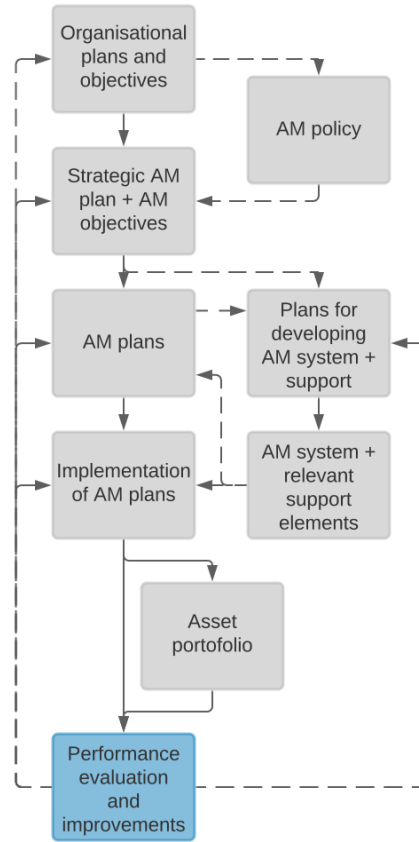 Organisational
plans and
objectives
AM policy
Strategic AM
plan + AM
objectives
AM plans
Plans for
developing
AM system +
support
Implementation
of AM plans
AM system +
relevant
support
elements
Asset
portofolio
Performance
evaluation
and
improvements